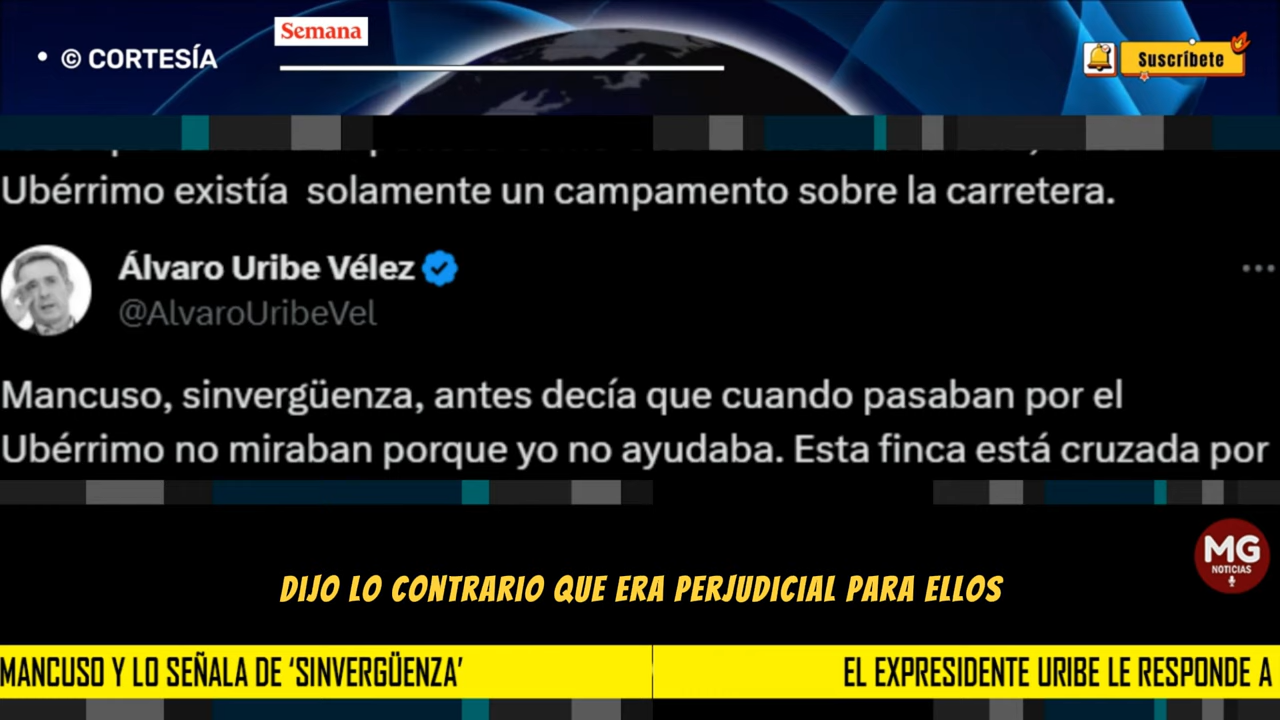 Semana
• © CORTESÍA
Suscríbete
Ubérrimo existía solamente un campamento sobre la carretera.
Álvaro Uribe Vélez
@AlvaroUribeVel
Mancuso, sinvergüenza, antes decía que cuando pasaban por el
Ubérrimo no miraban porque yo no ayudaba. Esta finca está cruzada por
MG
NOTICIAS
DIJO LO CONTRARIO QUE ERA PERJUDICIAL PARA ELLOS
MANCUSO Y LO SEÑALA DE ‘SINVERGÜENZA’
EL EXPRESIDENTE URIBE LE RESPONDE A